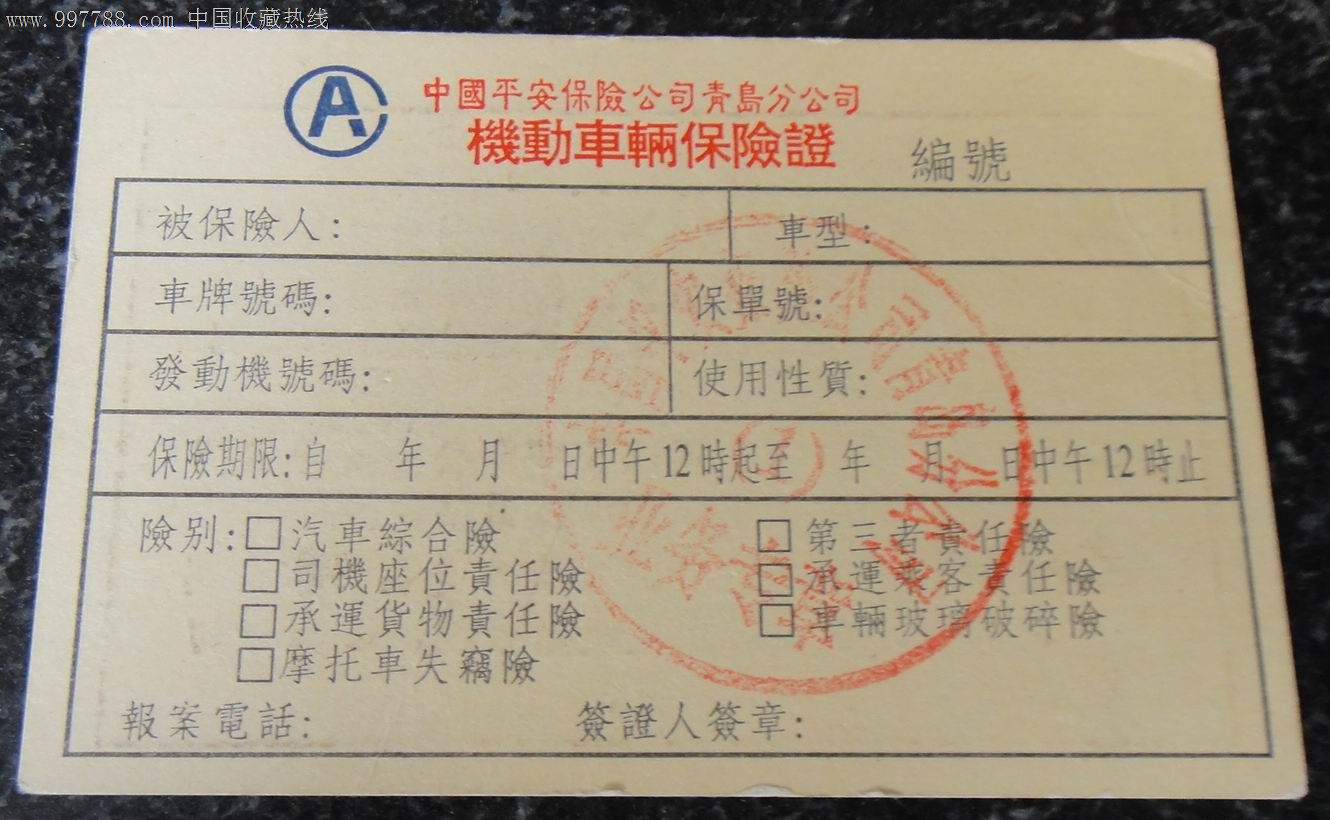 www.997788.com 中国收藏热线
A
中國平安保險公司青島分公司
機動車輛保險證
編號
被保險人: 車型:
車牌號碼: 保單號:
發動機號碼: 使用性質:
保險期限:自 年 月 日中午12時起至 年 月 日中午12時止
險别:□汽車綜合險 □第三者責任險
□司機座位責任險 □承運乘客責任險
□承運貨物責任險 □車輛玻璃破碎險
□摩托車失竊險
報案電話: 簽證人簽章: